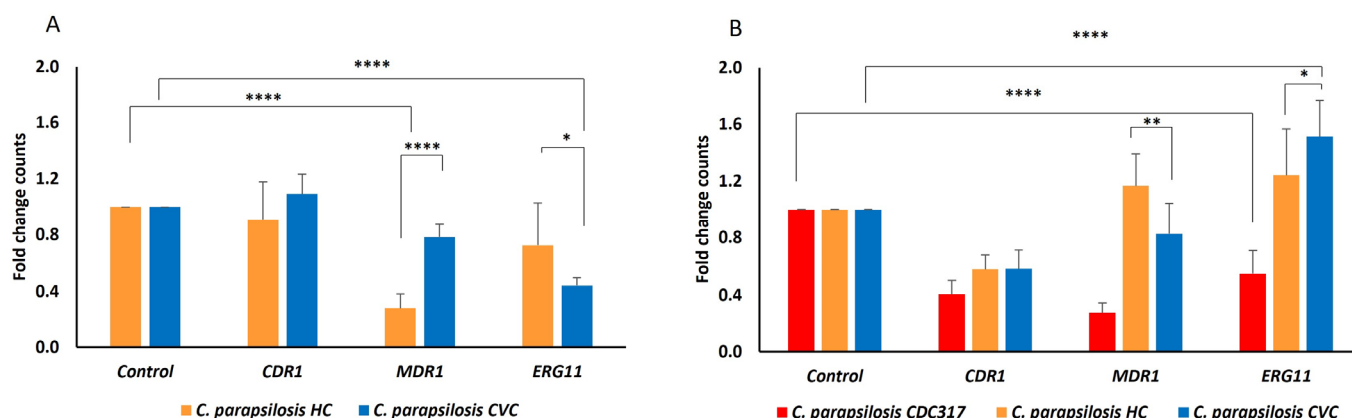 A
****
****
****
*
2.0
1.6
1.2
0.8
0.4
0.0
Fold change counts
Control CDR1 MDR1 ERG11
C. parapsilosis HC C. parapsilosis CVC
B
****
****
**
*
2.0
1.6
1.2
0.8
0.4
0.0
Fold change counts
Control CDR1 MDR1 ERG11
C. parapsilosis CDC317 C. parapsilosis HC C. parapsilosis CVC